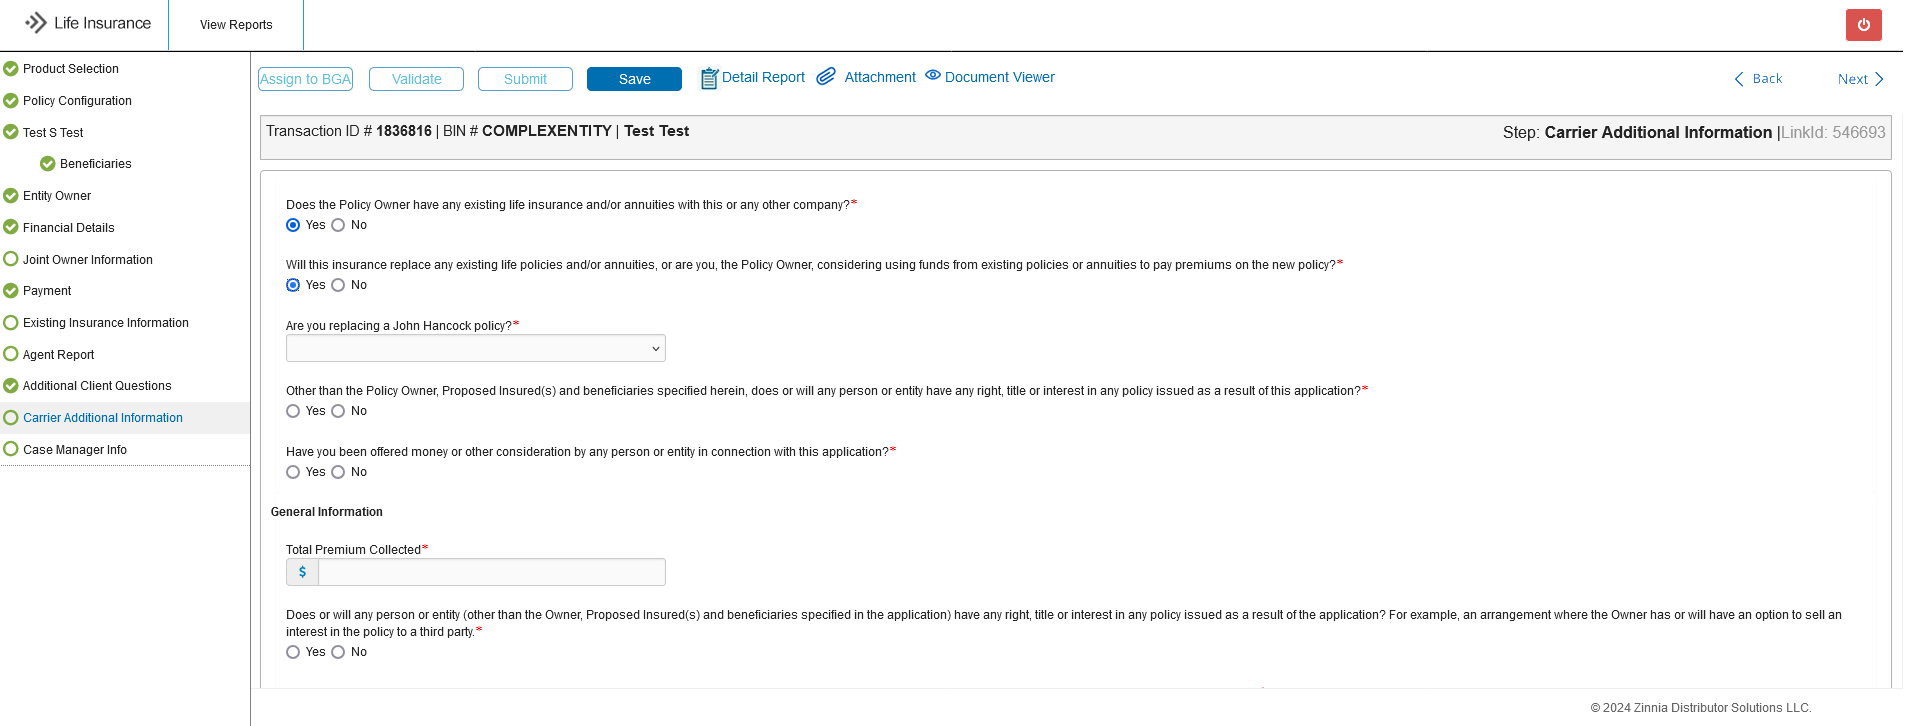 Life Insurance
View Reports
Product Selection
Policy Configuration
Test S Test
Beneficiaries
Entity Owner
Financial Details
Joint Owner Information
Payment
Existing Insurance Information
Agent Report
Additional Client Questions
Carrier Additional Information
Case Manager Info
Assign to BGA
Validate
Submit
Save
Detail Report
Attachment
Document Viewer
Back
Next
Transaction ID # 1836816 | BIN # COMPLEXENTITY | Test Test
Step: Carrier Additional Information |LinkId: 546693
Does the Policy Owner have any existing life insurance and/or annuities with this or any other company?*
Yes No
Will this insurance replace any existing life policies and/or annuities, or are you, the Policy Owner, considering using funds from existing policies or annuities to pay premiums on the new policy?*
Yes No
Are you replacing a John Hancock policy?*
Other than the Policy Owner, Proposed Insured(s) and beneficiaries specified herein, does or will any person or entity have any right, title or interest in any policy issued as a result of this application?*
Yes No
Have you been offered money or other consideration by any person or entity in connection with this application?*
Yes No
General Information
Total Premium Collected*
$
Does or will any person or entity (other than the Owner, Proposed Insured(s) and beneficiaries specified in the application) have any right, title or interest in any policy issued as a result of the application? For example, an arrangement where the Owner has or will have an option to sell an
interest in the policy to a third party.*
Yes No
© 2024 Zinnia Distributor Solutions LLC.